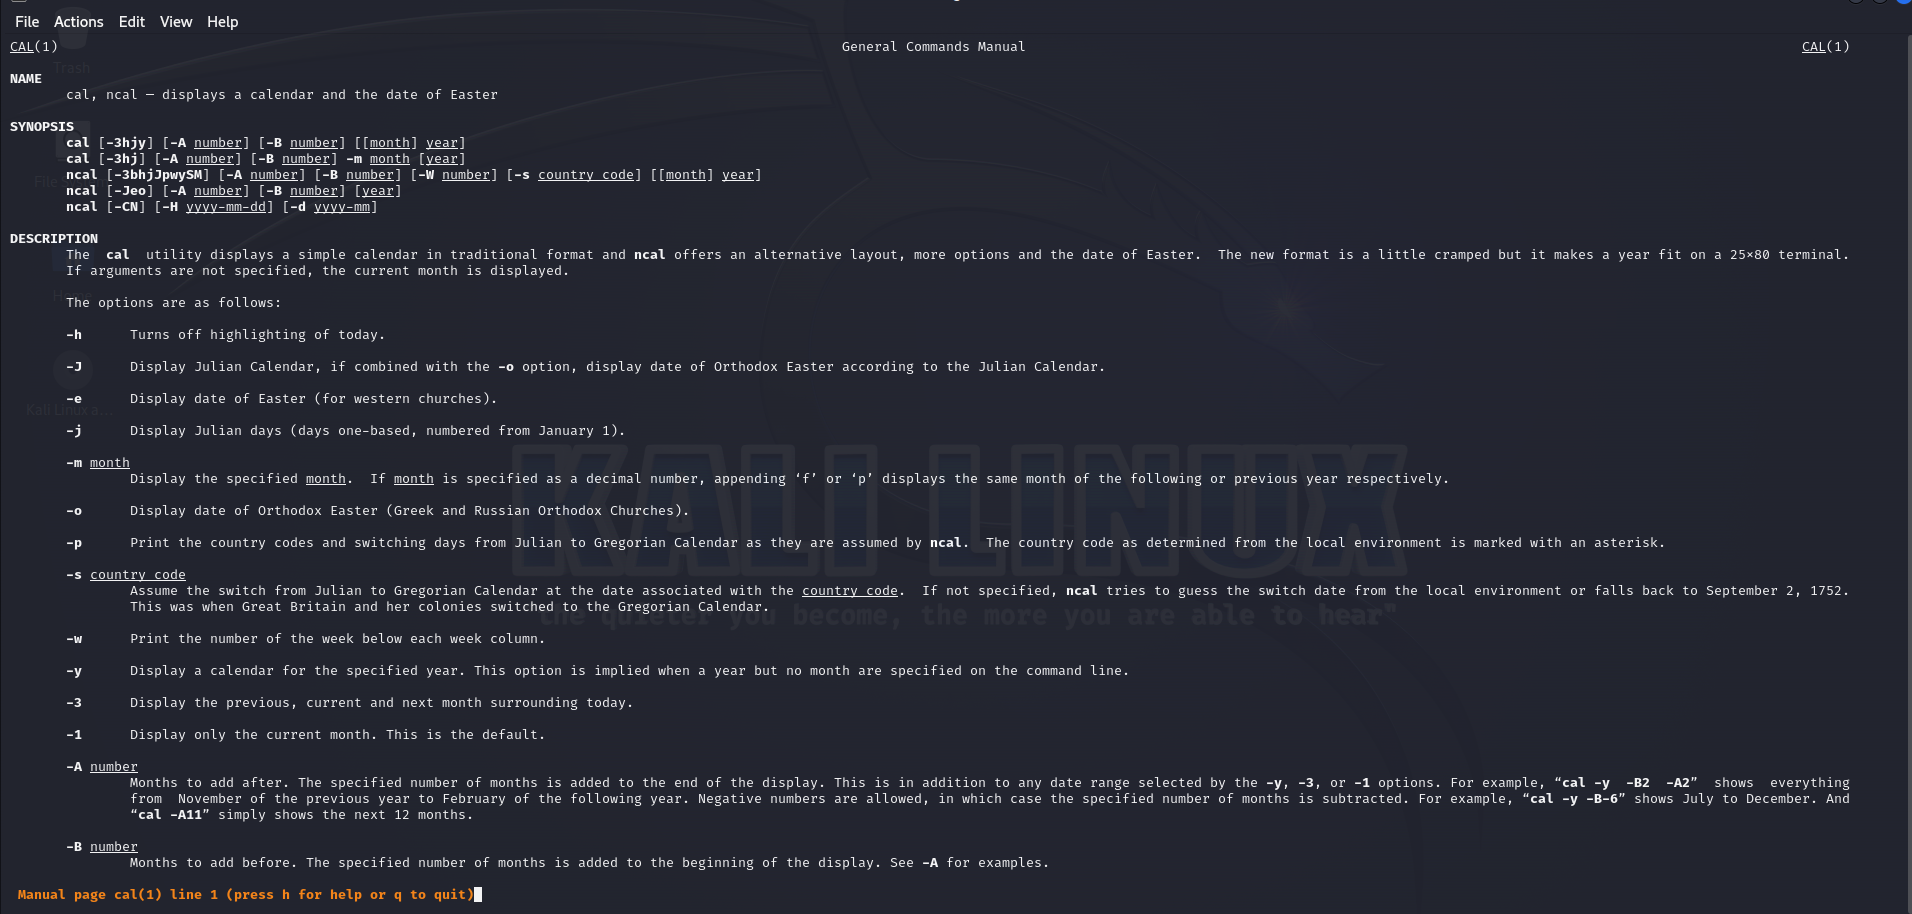 File Actions Edit View Help
CAL(1) General Commands Manual CAL(1)
Trash
NAME
cal, ncal — displays a calendar and the date of Easter
SYNOPSIS
cal [-3hjy] [-A number] [-B number] [[month] year]
cal [-3hj] [-A number] [-B number] -m month [year]
ncal [-3bhjJpwySM] [-A number] [-B number] [-W number] [-s country_code] [[month] year]
ncal [-Jeo] [-A number] [-B number] [year]
ncal [-CN] [-H yyyy-mm-dd] [-d yyyy-mm]
DESCRIPTION
The cal utility displays a simple calendar in traditional format and ncal offers an alternative layout, more options and the date of Easter. The new format is a little cramped but it makes a year fit on a 25×80 terminal.
If arguments are not specified, the current month is displayed.
The options are as follows:
-h Turns off highlighting of today.
-J Display Julian Calendar, if combined with the -o option, display date of Orthodox Easter according to the Julian Calendar.
-e Display date of Easter (for western churches).
Kali Linux a...
-j Display Julian days (days one-based, numbered from January 1).
KALI LINUX
-m month
Display the specified month. If month is specified as a decimal number, appending ‘f’ or ‘p’ displays the same month of the following or previous year respectively.
-o Display date of Orthodox Easter (Greek and Russian Orthodox Churches).
-p Print the country codes and switching days from Julian to Gregorian Calendar as they are assumed by ncal. The country code as determined from the local environment is marked with an asterisk.
-s country_code
Assume the switch from Julian to Gregorian Calendar at the date associated with the country_code. If not specified, ncal tries to guess the switch date from the local environment or falls back to September 2, 1752.
This was when Great Britain and her colonies switched to the Gregorian Calendar.
the quieter you become, the more you are able to hear"
-w Print the number of the week below each week column.
-y Display a calendar for the specified year. This option is implied when a year but no month are specified on the command line.
-3 Display the previous, current and next month surrounding today.
-1 Display only the current month. This is the default.
-A number
Months to add after. The specified number of months is added to the end of the display. This is in addition to any date range selected by the -y, -3, or -1 options. For example, “cal -y -B2 -A2” shows everything
from November of the previous year to February of the following year. Negative numbers are allowed, in which case the specified number of months is subtracted. For example, “cal -y -B-6” shows July to December. And
“cal -A11” simply shows the next 12 months.
-B number
Months to add before. The specified number of months is added to the beginning of the display. See -A for examples.
Manual page cal(1) line 1 (press h for help or q to quit)